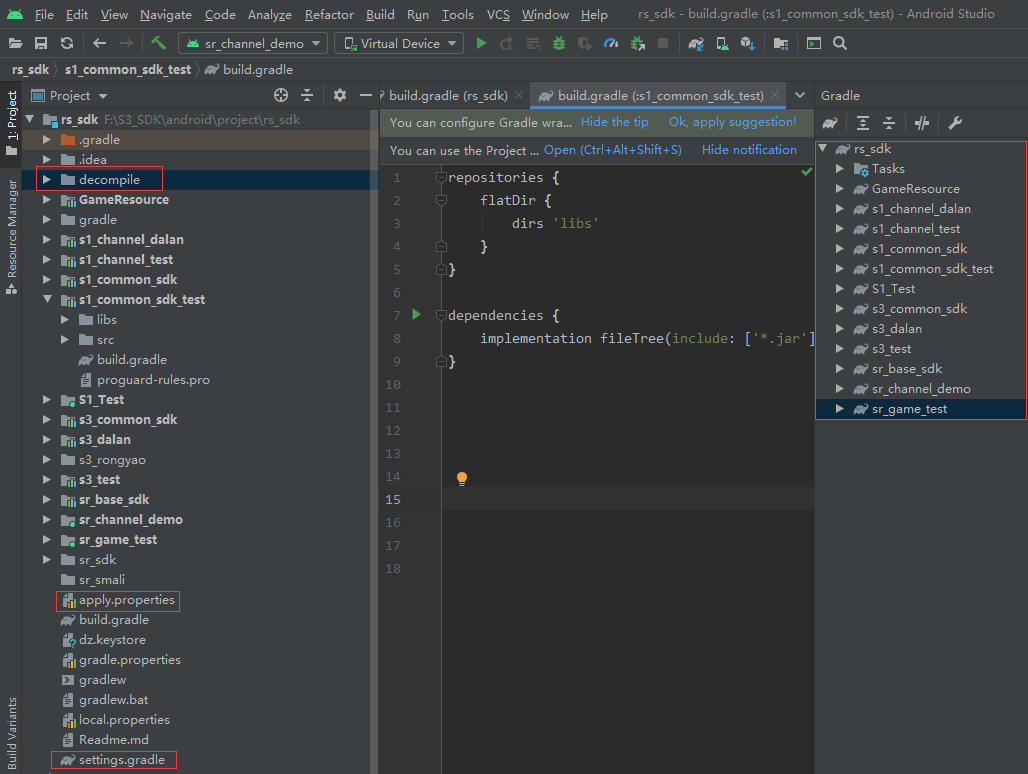 File Edit View Navigate Code Analyze Refactor Build Run Tools VCS Window Help rs_sdk - build.gradle (:s1_common_sdk_test) - Android Studio
sr_channel_demo Virtual Device
rs_sdk s1_common_sdk_test build.gradle
1: Project
Resource Manager
Build Variants
Project
rs_sdk F:\S3_SDK\android\project\rs_sdk
.gradle
.idea
decompile
GameResource
gradle
s1_channel_dalan
s1_channel_test
s1_common_sdk
s1_common_sdk_test
libs
src
build.gradle
proguard-rules.pro
S1_Test
s3_common_sdk
s3_dalan
s3_rongyao
s3_test
sr_base_sdk
sr_channel_demo
sr_game_test
sr_sdk
sr_smali
apply.properties
build.gradle
dz.keystore
gradle.properties
gradlew
gradlew.bat
local.properties
Readme.md
settings.gradle
build.gradle (rs_sdk) build.gradle (:s1_common_sdk_test)
You can configure Gradle wra... Hide the tip Ok, apply suggestion!
You can use the Project ... Open (Ctrl+Alt+Shift+S) Hide notification
1 repositories {
2 flatDir {
3 dirs 'libs'
4 }
5 }
6
7 dependencies {
8 implementation fileTree(include: ['*.jar']
9 }
10
11
12
13
14
15
16
17
18
Gradle
rs_sdk
Tasks
GameResource
s1_channel_dalan
s1_channel_test
s1_common_sdk
s1_common_sdk_test
S1_Test
s3_common_sdk
s3_dalan
s3_test
sr_base_sdk
sr_channel_demo
sr_game_test